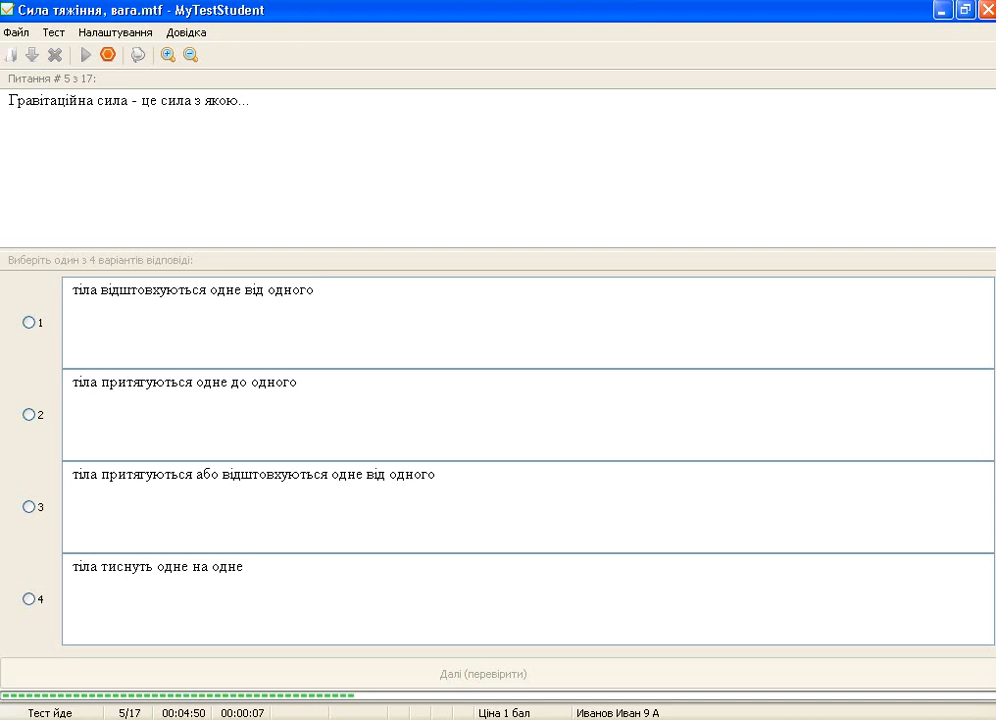 Сила тяжіння, вага.mtf - MyTestStudent
Файл Тест Налаштування Довідка
Питання # 5 з 17:
Гравітаційна сила - це сила з якою...
Виберіть один з 4 варіантів відповіді:
1 тіла відштовхуються одне від одного
2 тіла притягуються одне до одного
3 тіла притягуються або відштовхуються одне від одного
4 тіла тиснуть одне на одне
Далі (перевірити)
Тест йде 5/17 00:04:50 00:00:07 Ціна 1 бал Иванов Иван 9 А